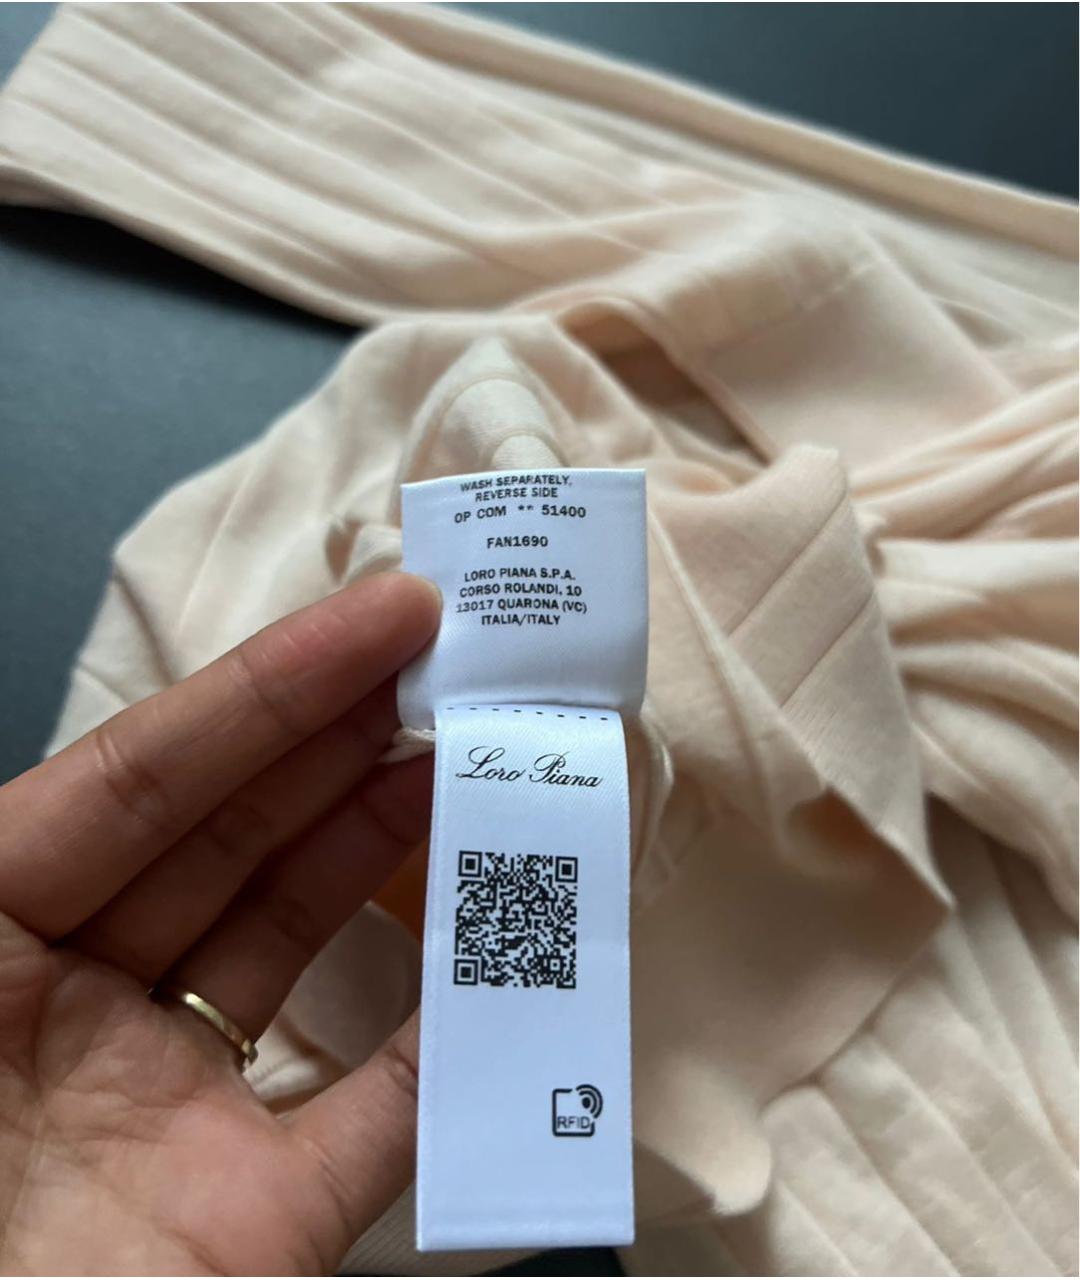 WASH SEPARATELY,
REVERSE SIDE
OP COM ** 51400
FAN1690
LORO PIANA S.P.A.
CORSO ROLANDI, 10
13017 QUARONA (VC)
ITALIA/ITALY
Loro Piana
RFID